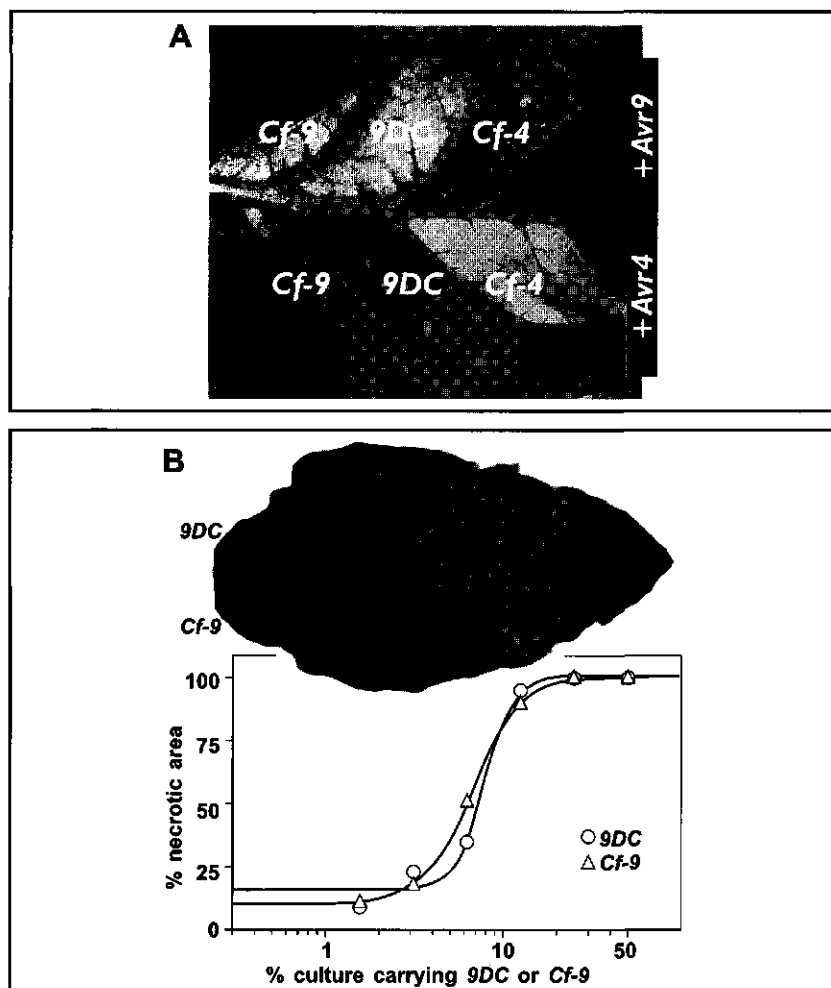 A
Cf-9 9DC Cf-4
+Avr9
Cf-9 9DC Cf-4
+Avr4
B
9DC
Cf-9
100
75
50
25
0
% necrotic area
9DC
Cf-9
1 10 50
% culture carrying 9DC or Cf-9